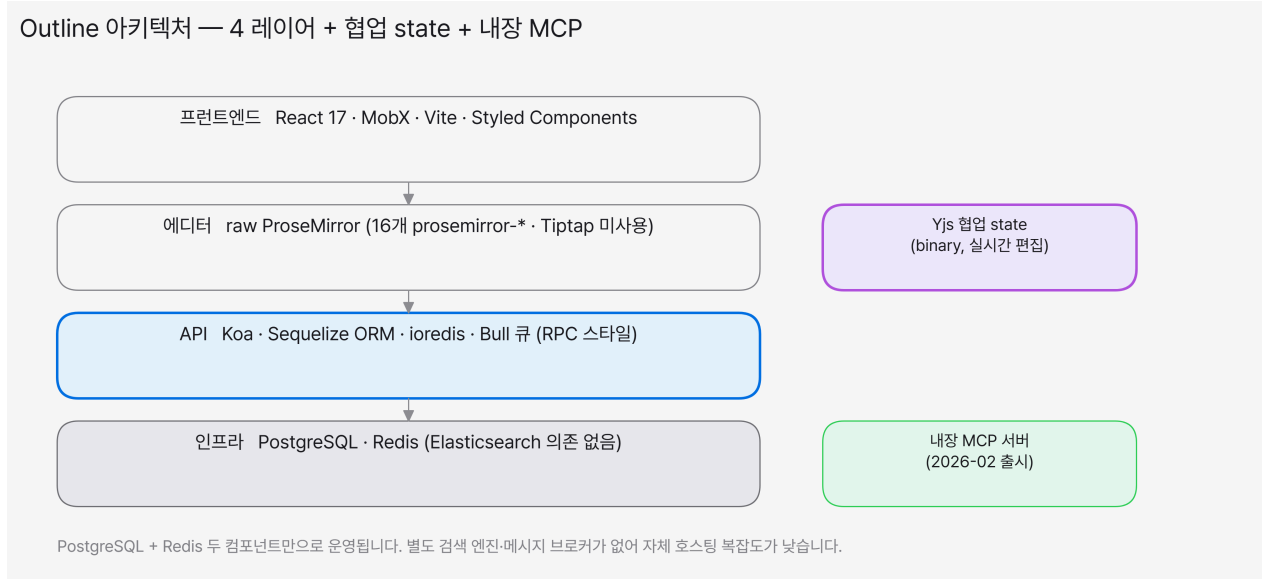 Outline 아키텍처 — 4 레이어 + 협업 state + 내장 MCP
프런트엔드 React 17 · MobX · Vite · Styled Components
에디터 raw ProseMirror (16개 prosemirror-* · Tiptap 미사용)
Yjs 협업 state
(binary, 실시간 편집)
API Koa · Sequelize ORM · ioredis · Bull 큐 (RPC 스타일)
인프라 PostgreSQL · Redis (Elasticsearch 의존 없음)
내장 MCP 서버
(2026-02 출시)
PostgreSQL + Redis 두 컴포넌트만으로 운영됩니다. 별도 검색 엔진·메시지 브로커가 없어 자체 호스팅 복잡도가 낮습니다.